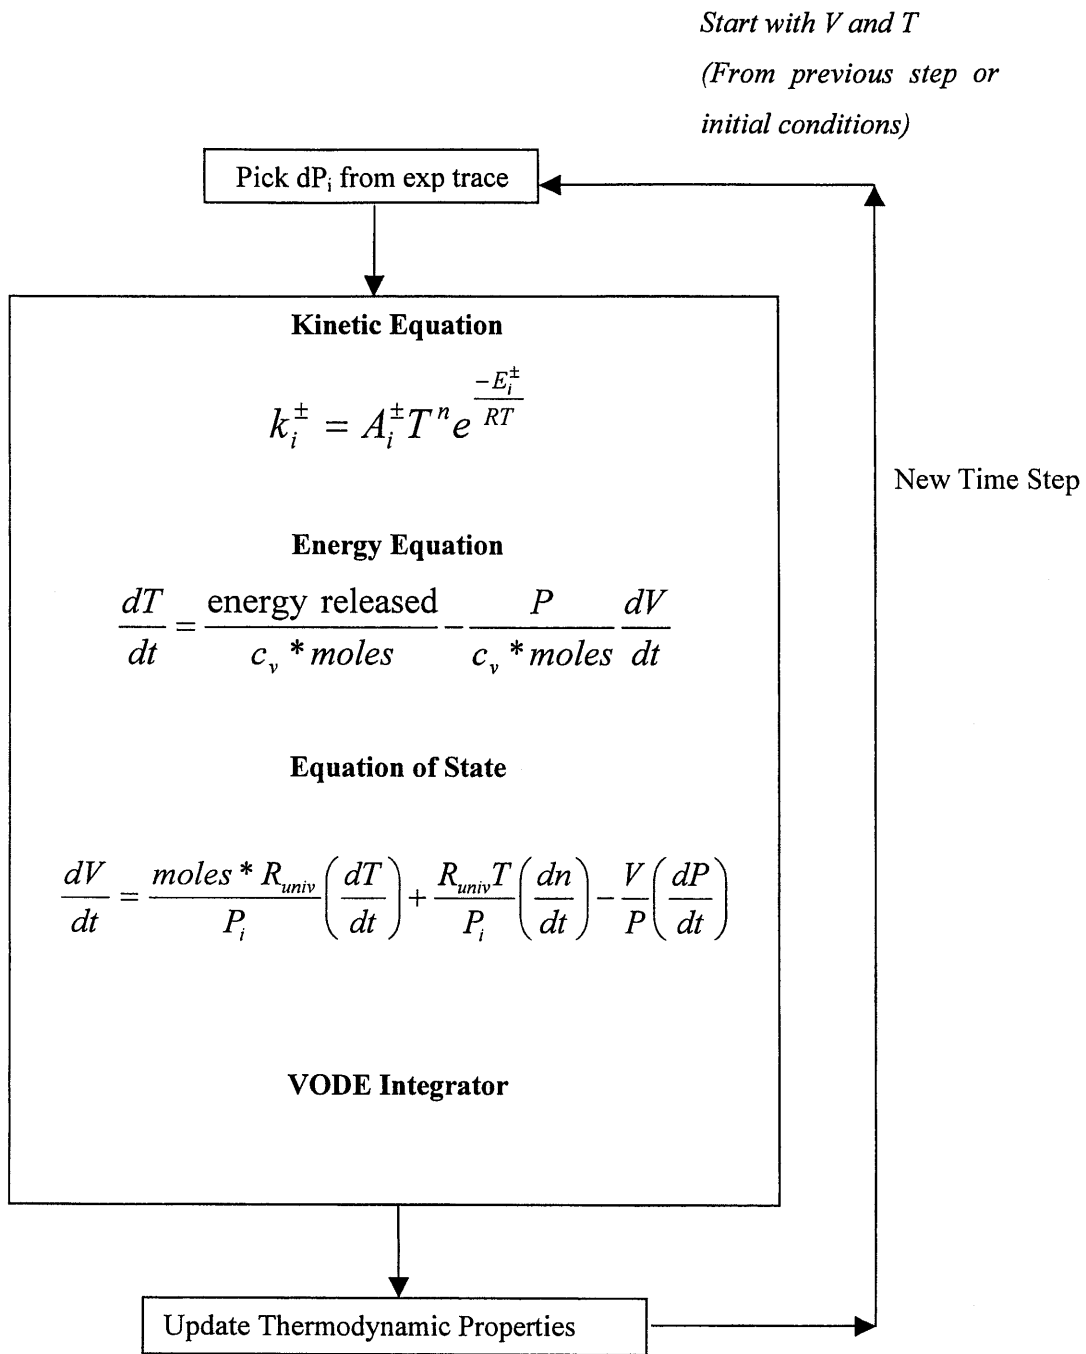 Start with V and T
(From previous step or
initial conditions)
Pick dPi from exp trace
Kinetic Equation
k_i^± = A_i^± T^n e^(-E_i^±/RT)
New Time Step
Energy Equation
dT/dt = energy released/(c_v * moles) - P/(c_v * moles) dV/dt
Equation of State
dV/dt = moles * R_univ/P_i (dT/dt) + R_univ T/P_i (dn/dt) - V/P (dP/dt)
VODE Integrator
Update Thermodynamic Properties